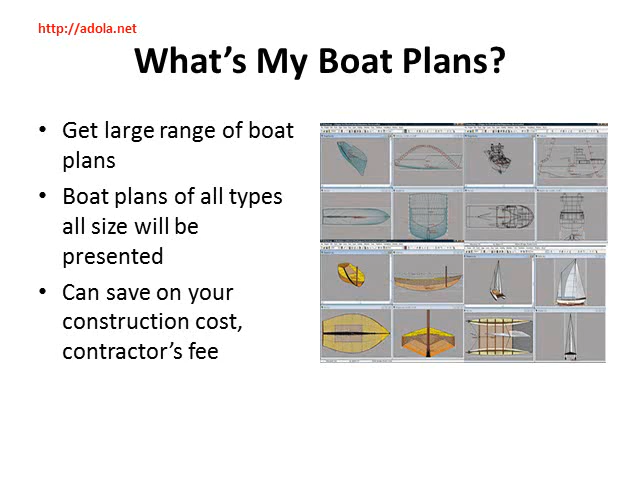 http://adola.net
What’s My Boat Plans?
• Get large range of boat
plans
• Boat plans of all types
all size will be
presented
• Can save on your
construction cost,
contractor’s fee